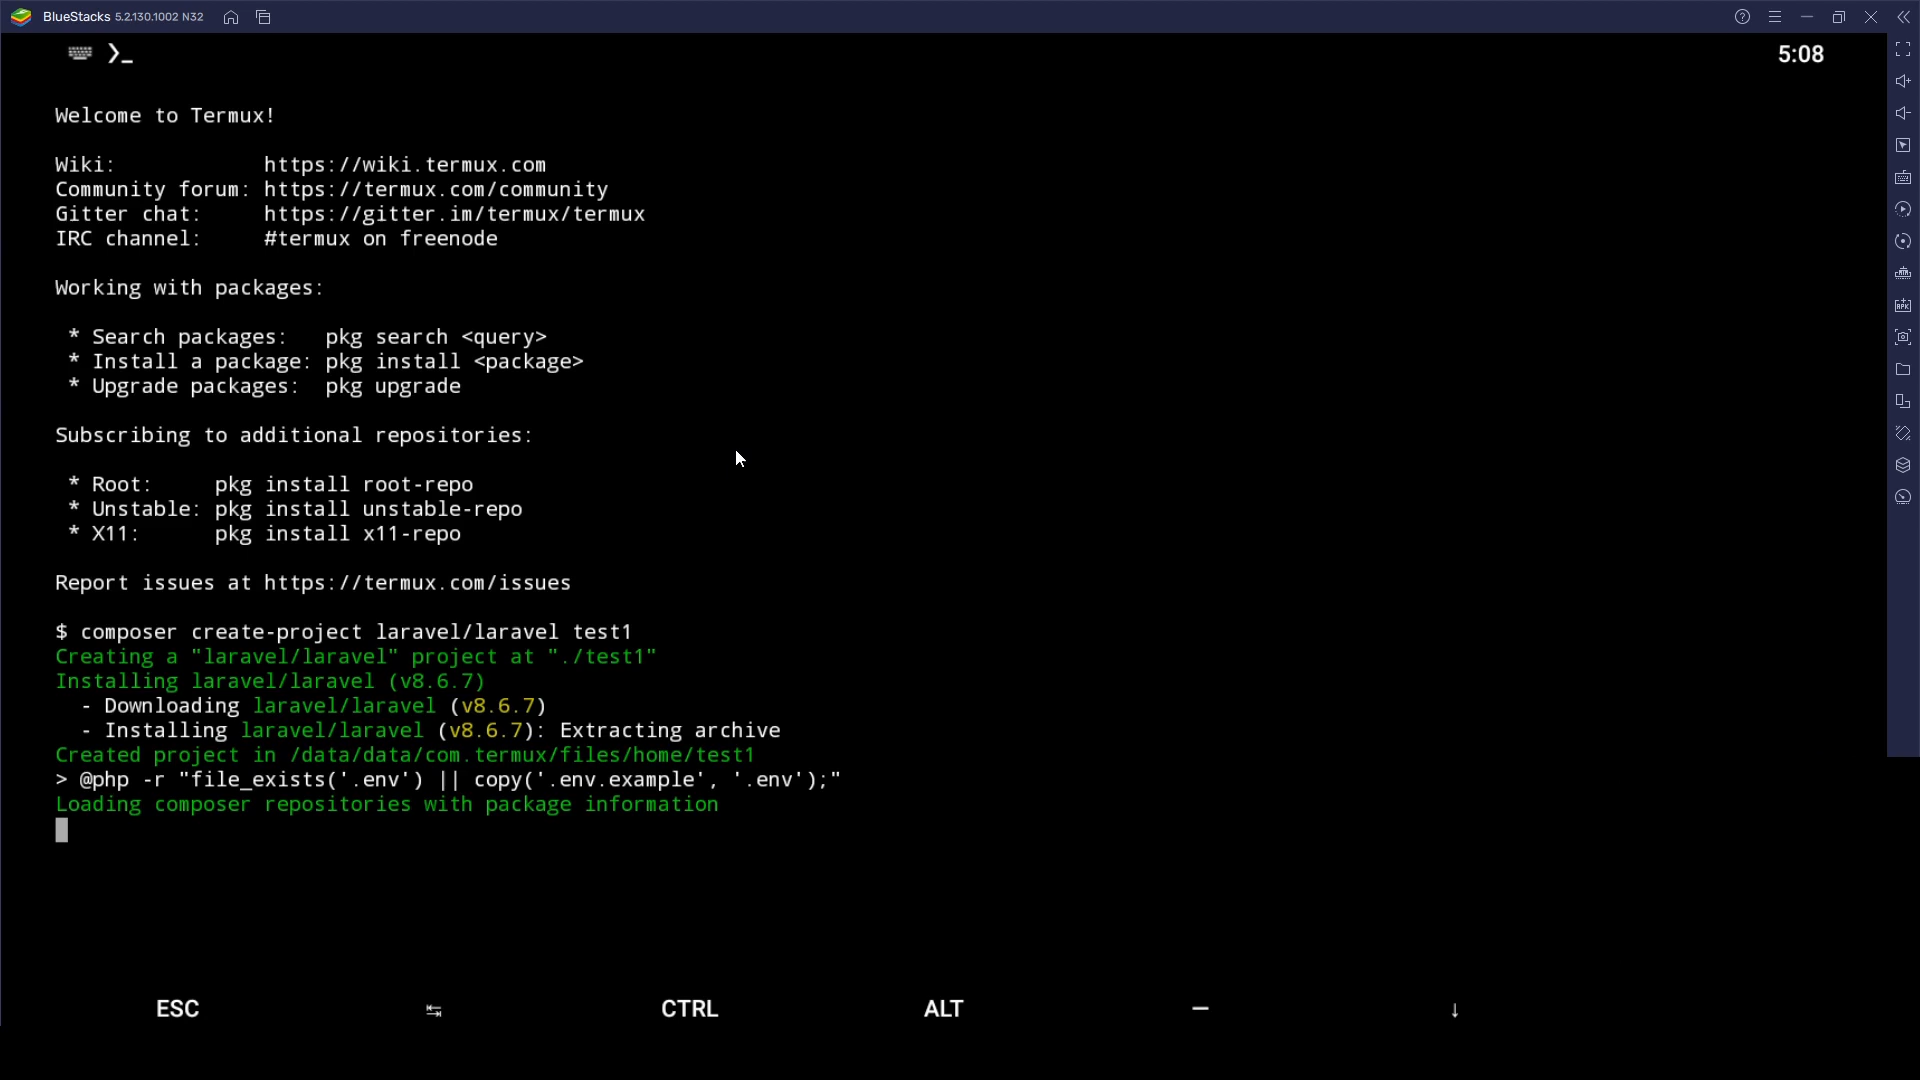 BlueStacks 5.2.130.1002 N32
5:08
Welcome to Termux!
Wiki:            https://wiki.termux.com
Community forum: https://termux.com/community
Gitter chat:     https://gitter.im/termux/termux
IRC channel:     #termux on freenode
Working with packages:
* Search packages:   pkg search <query>
* Install a package: pkg install <package>
* Upgrade packages:  pkg upgrade
Subscribing to additional repositories:
* Root:     pkg install root-repo
* Unstable: pkg install unstable-repo
* X11:      pkg install x11-repo
Report issues at https://termux.com/issues
$ composer create-project laravel/laravel test1
Creating a "laravel/laravel" project at "./test1"
Installing laravel/laravel (v8.6.7)
- Downloading laravel/laravel (v8.6.7)
- Installing laravel/laravel (v8.6.7): Extracting archive
Created project in /data/data/com.termux/files/home/test1
> @php -r "file_exists('.env') || copy('.env.example', '.env');"
Loading composer repositories with package information
ESC ↹ CTRL ALT — ↓